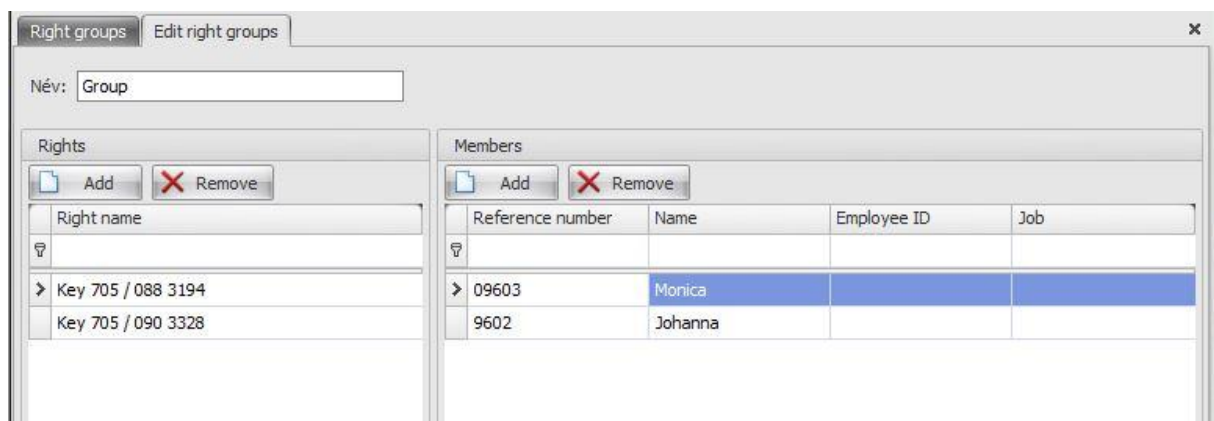 Right groups Edit right groups
Név: Group
Rights
Add Remove
Right name
Key 705 / 088 3194
Key 705 / 090 3328
Members
Add Remove
Reference number Name Employee ID Job
09603 Monica
9602 Johanna